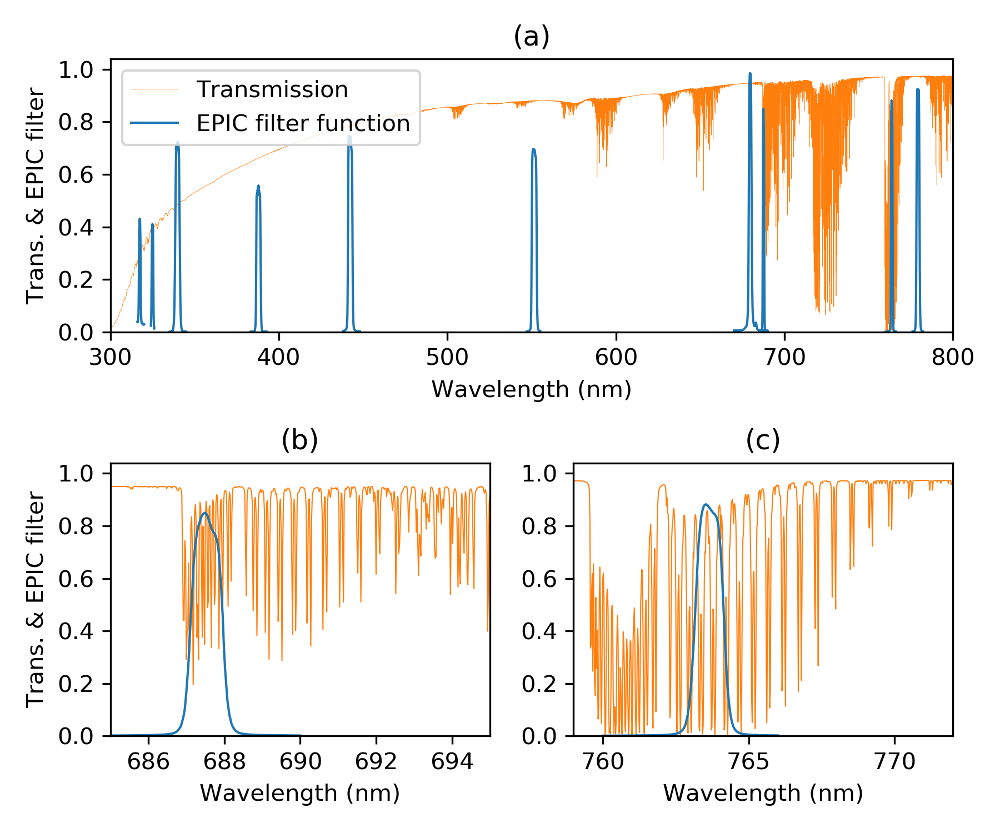 (a)
Trans. & EPIC filter
1.0
0.8
0.6
0.4
0.2
0.0
Transmission
EPIC filter function
300 400 500 600 700 800
Wavelength (nm)
(b)
Trans. & EPIC filter
1.0
0.8
0.6
0.4
0.2
0.0
686 688 690 692 694
Wavelength (nm)
(c)
1.0
0.8
0.6
0.4
0.2
0.0
760 765 770
Wavelength (nm)